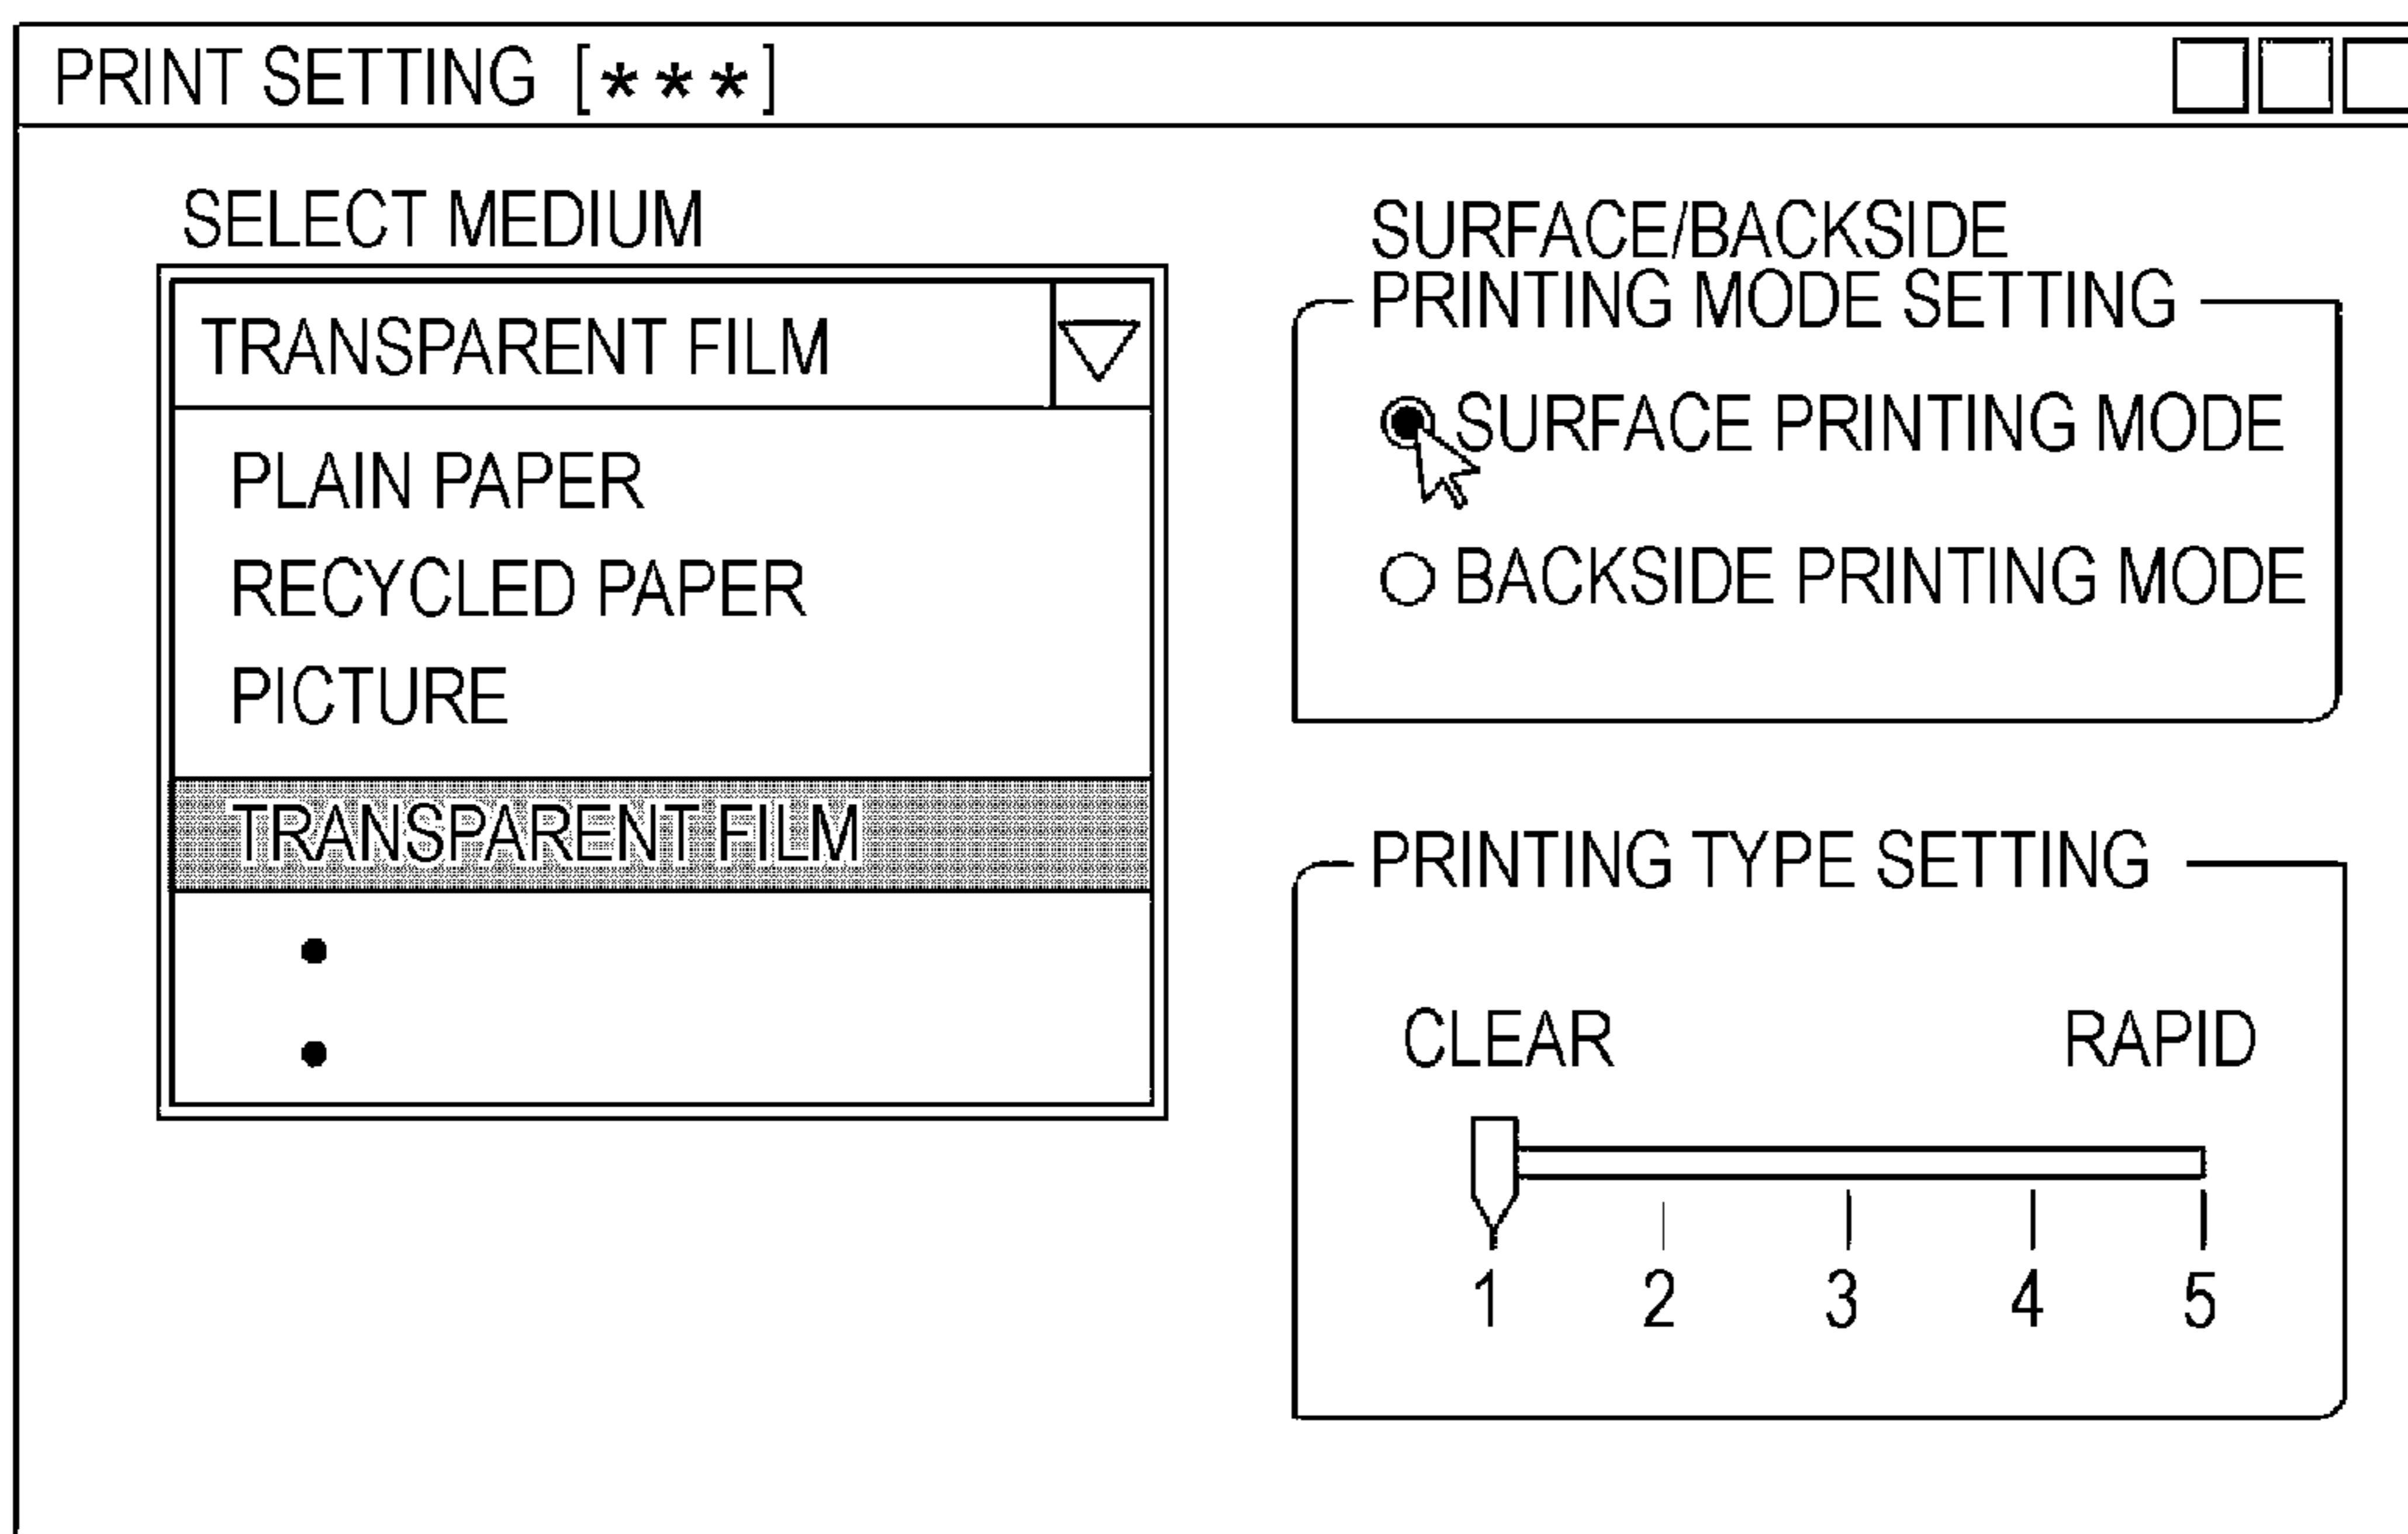 PRINT SETTING [***]
SELECT MEDIUM
TRANSPARENT FILM
PLAIN PAPER
RECYCLED PAPER
PICTURE
TRANSPARENT FILM
SURFACE/BACKSIDE
PRINTING MODE SETTING
SURFACE PRINTING MODE
BACKSIDE PRINTING MODE
PRINTING TYPE SETTING
CLEAR RAPID
1 2 3 4 5